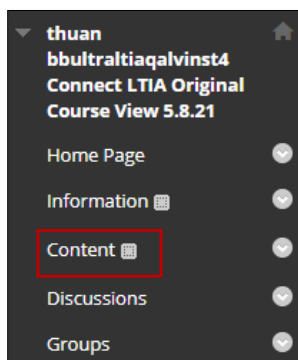 thuan
bbultraltiaqalvinst4
Connect LTIA Original
Course View 5.8.21
Home Page
Information
Content
Discussions
Groups